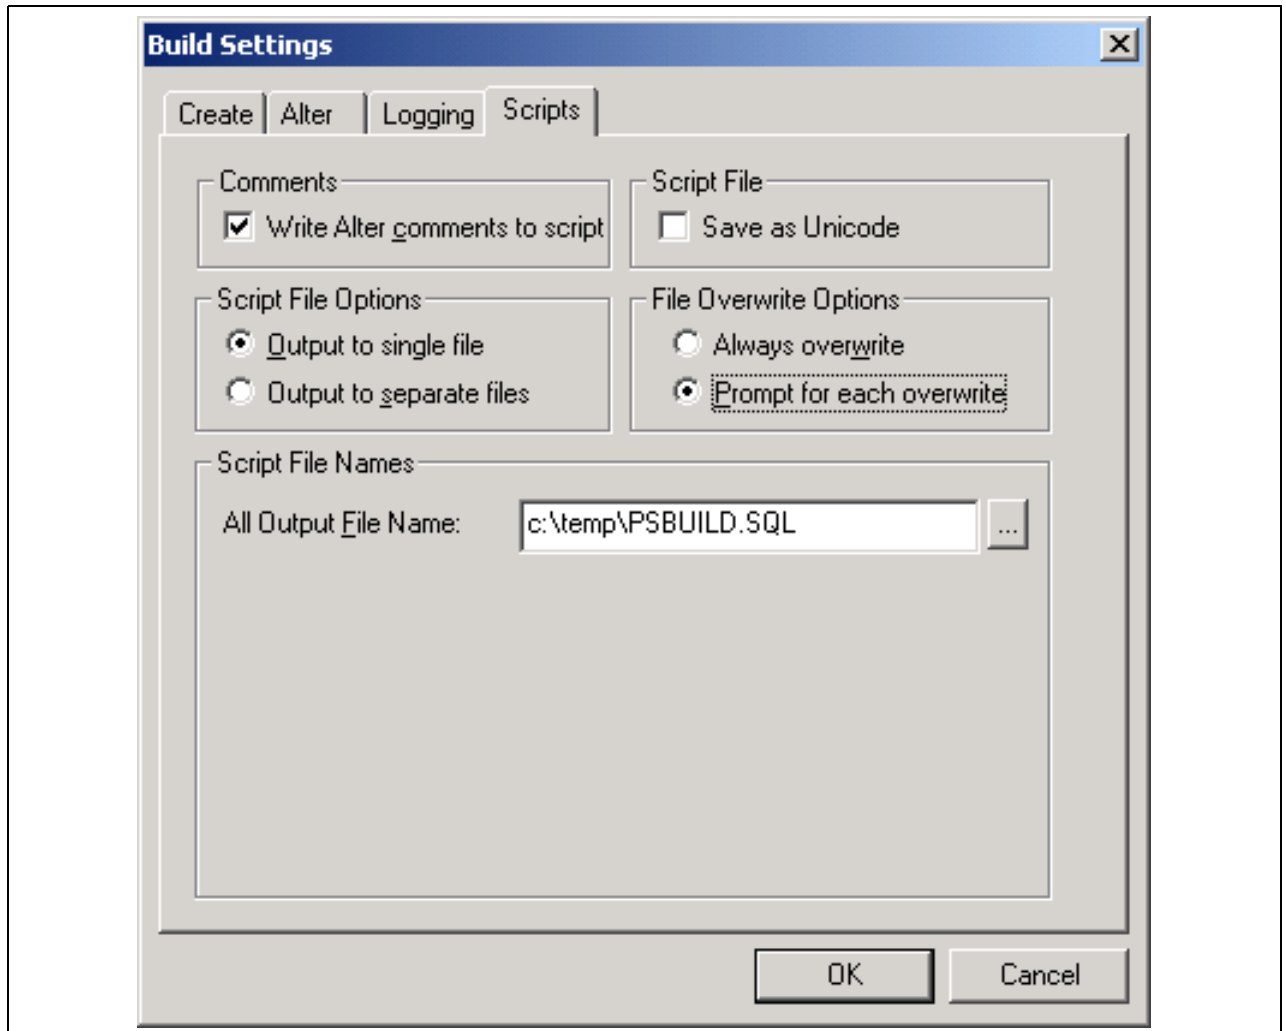 Build Settings
Create Alter Logging Scripts
Comments
Write Alter comments to script
Script File
Save as Unicode
Script File Options
Output to single file
Output to separate files
File Overwrite Options
Always overwrite
Prompt for each overwrite
Script File Names
All Output File Name: c:\temp\PSBUILD.SQL ...
OK Cancel